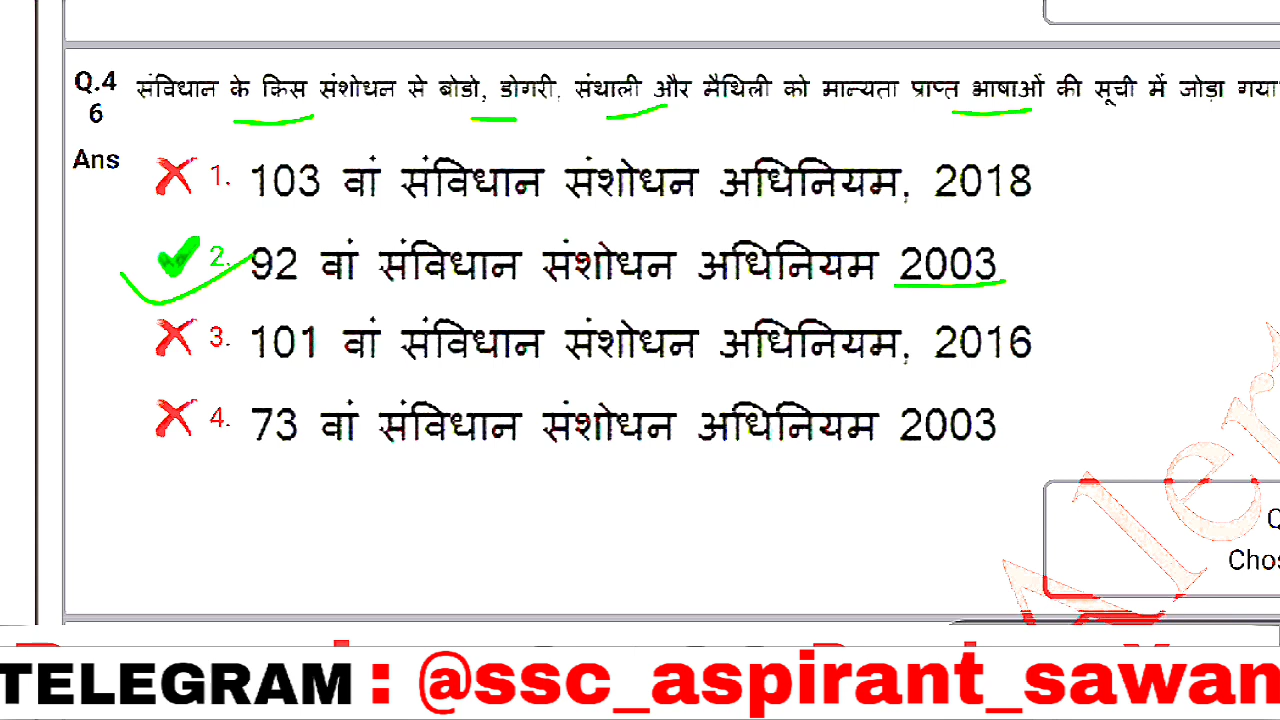 Q.4 संविधान के किस संशोधन से बोडो, डोगरी, संथाली और मैथिली को मान्यता प्राप्त भाषाओं की सूची में जोड़ा गया
6
Ans 1. 103 वां संविधान संशोधन अधिनियम, 2018
2. 92 वां संविधान संशोधन अधिनियम 2003
3. 101 वां संविधान संशोधन अधिनियम, 2016
4. 73 वां संविधान संशोधन अधिनियम 2003
Q
Chos
TELEGRAM : @ssc_aspirant_sawan